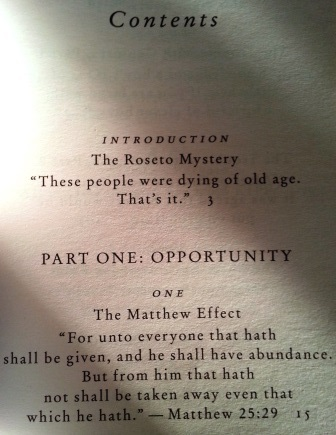 Contents
INTRODUCTION
The Roseto Mystery
"These people were dying of old age.
That's it." 3
PART ONE: OPPORTUNITY
ONE
The Matthew Effect
"For unto everyone that hath
shall be given, and he shall have abundance.
But from him that hath
not shall be taken away even that
which he hath." — Matthew 25:29 15